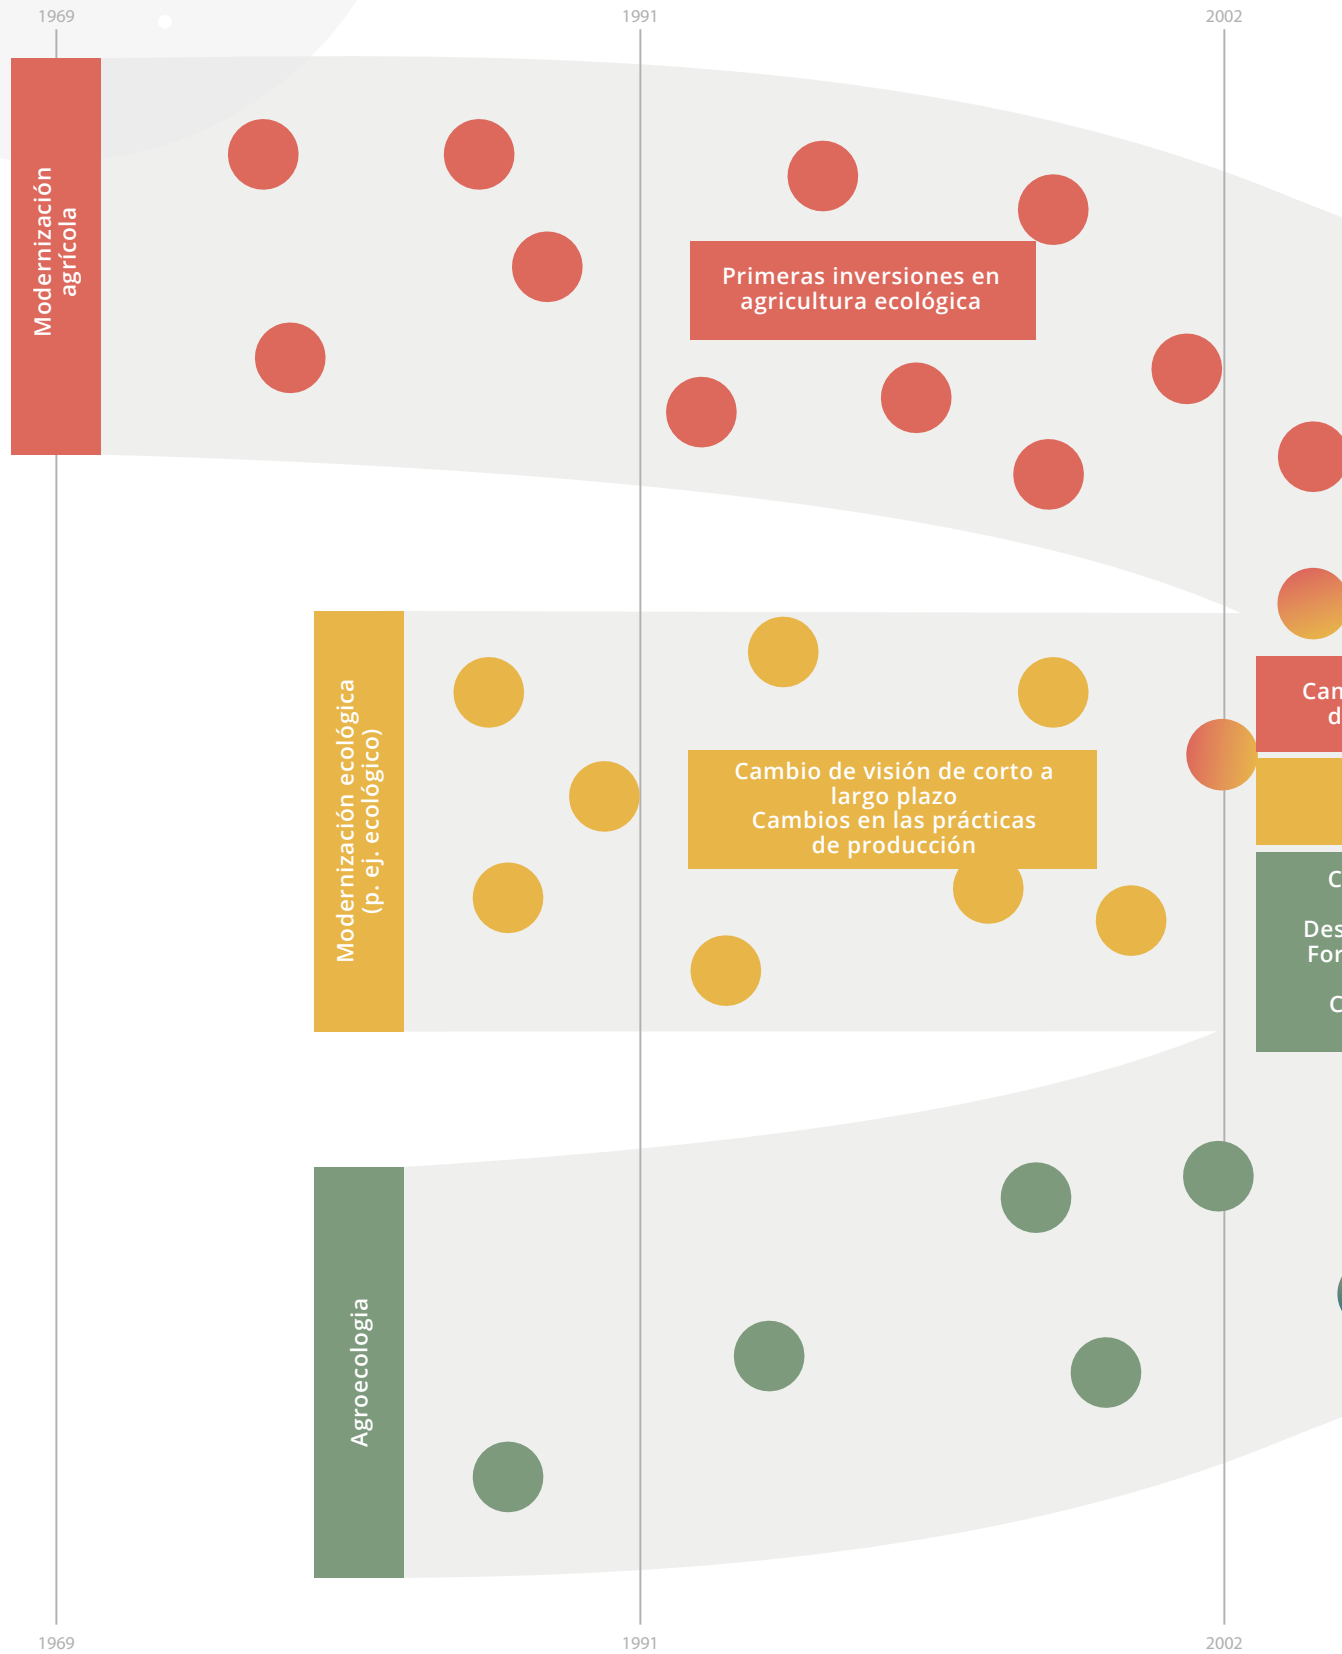 1969
1991
2002
Modernización
agrícola
Primeras inversiones en
agricultura ecológica
Modernización ecológica
(p. ej. ecológico)
Cambio de visión de corto a
largo plazo
Cambios en las prácticas
de producción
Agroecologia
1969
1991
2002